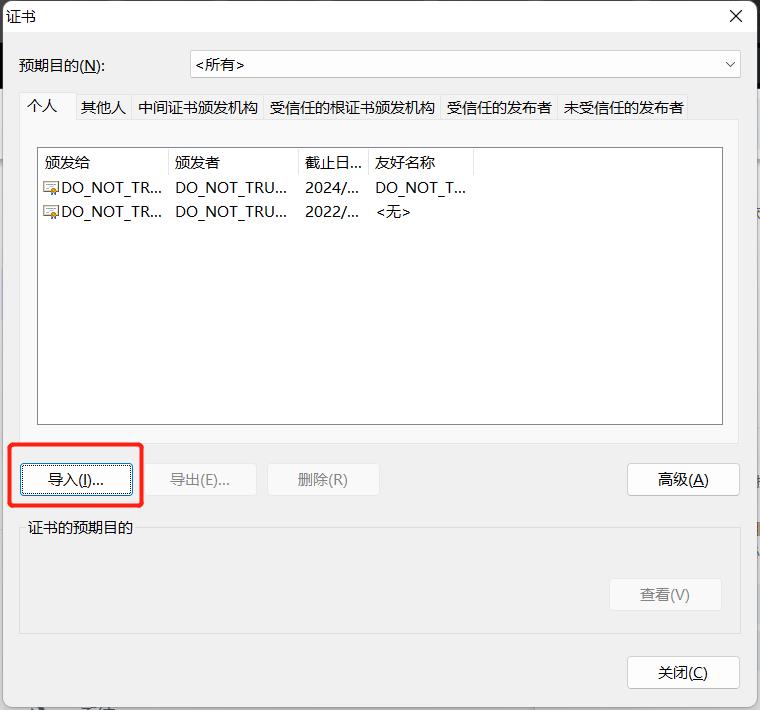 证书
预期目的(N):
<所有>
个人 其他人 中间证书颁发机构 受信任的根证书颁发机构 受信任的发布者 未受信任的发布者
颁发给 颁发者 截止日... 友好名称
DO_NOT_TR... DO_NOT_TRU... 2024/... DO_NOT_T...
DO_NOT_TR... DO_NOT_TRU... 2022/... <无>
导入(I)... 导出(E)... 删除(R) 高级(A)
证书的预期目的
查看(V)
关闭(C)